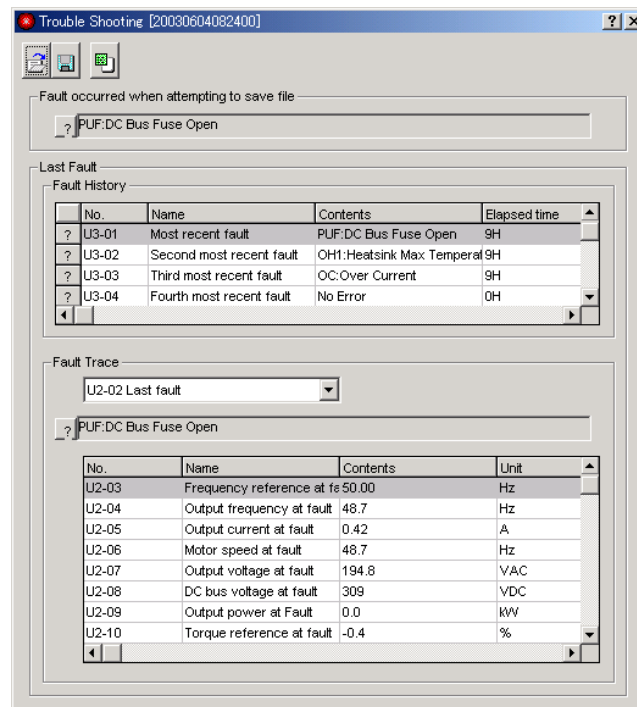 Trouble Shooting [20030604082400]
Fault occurred when attempting to save file
? PUF:DC Bus Fuse Open
Last Fault
Fault History
No. Name Contents Elapsed time
? U3-01 Most recent fault PUF:DC Bus Fuse Open 9H
? U3-02 Second most recent fault OH1:Heatsink Max Temperat 9H
? U3-03 Third most recent fault OC:Over Current 9H
? U3-04 Fourth most recent fault No Error 0H
Fault Trace
U2-02 Last fault
? PUF:DC Bus Fuse Open
No. Name Contents Unit
U2-03 Frequency reference at fa 50.00 Hz
U2-04 Output frequency at fault 48.7 Hz
U2-05 Output current at fault 0.42 A
U2-06 Motor speed at fault 48.7 Hz
U2-07 Output voltage at fault 194.8 VAC
U2-08 DC bus voltage at fault 309 VDC
U2-09 Output power at Fault 0.0 kW
U2-10 Torque reference at fault -0.4 %